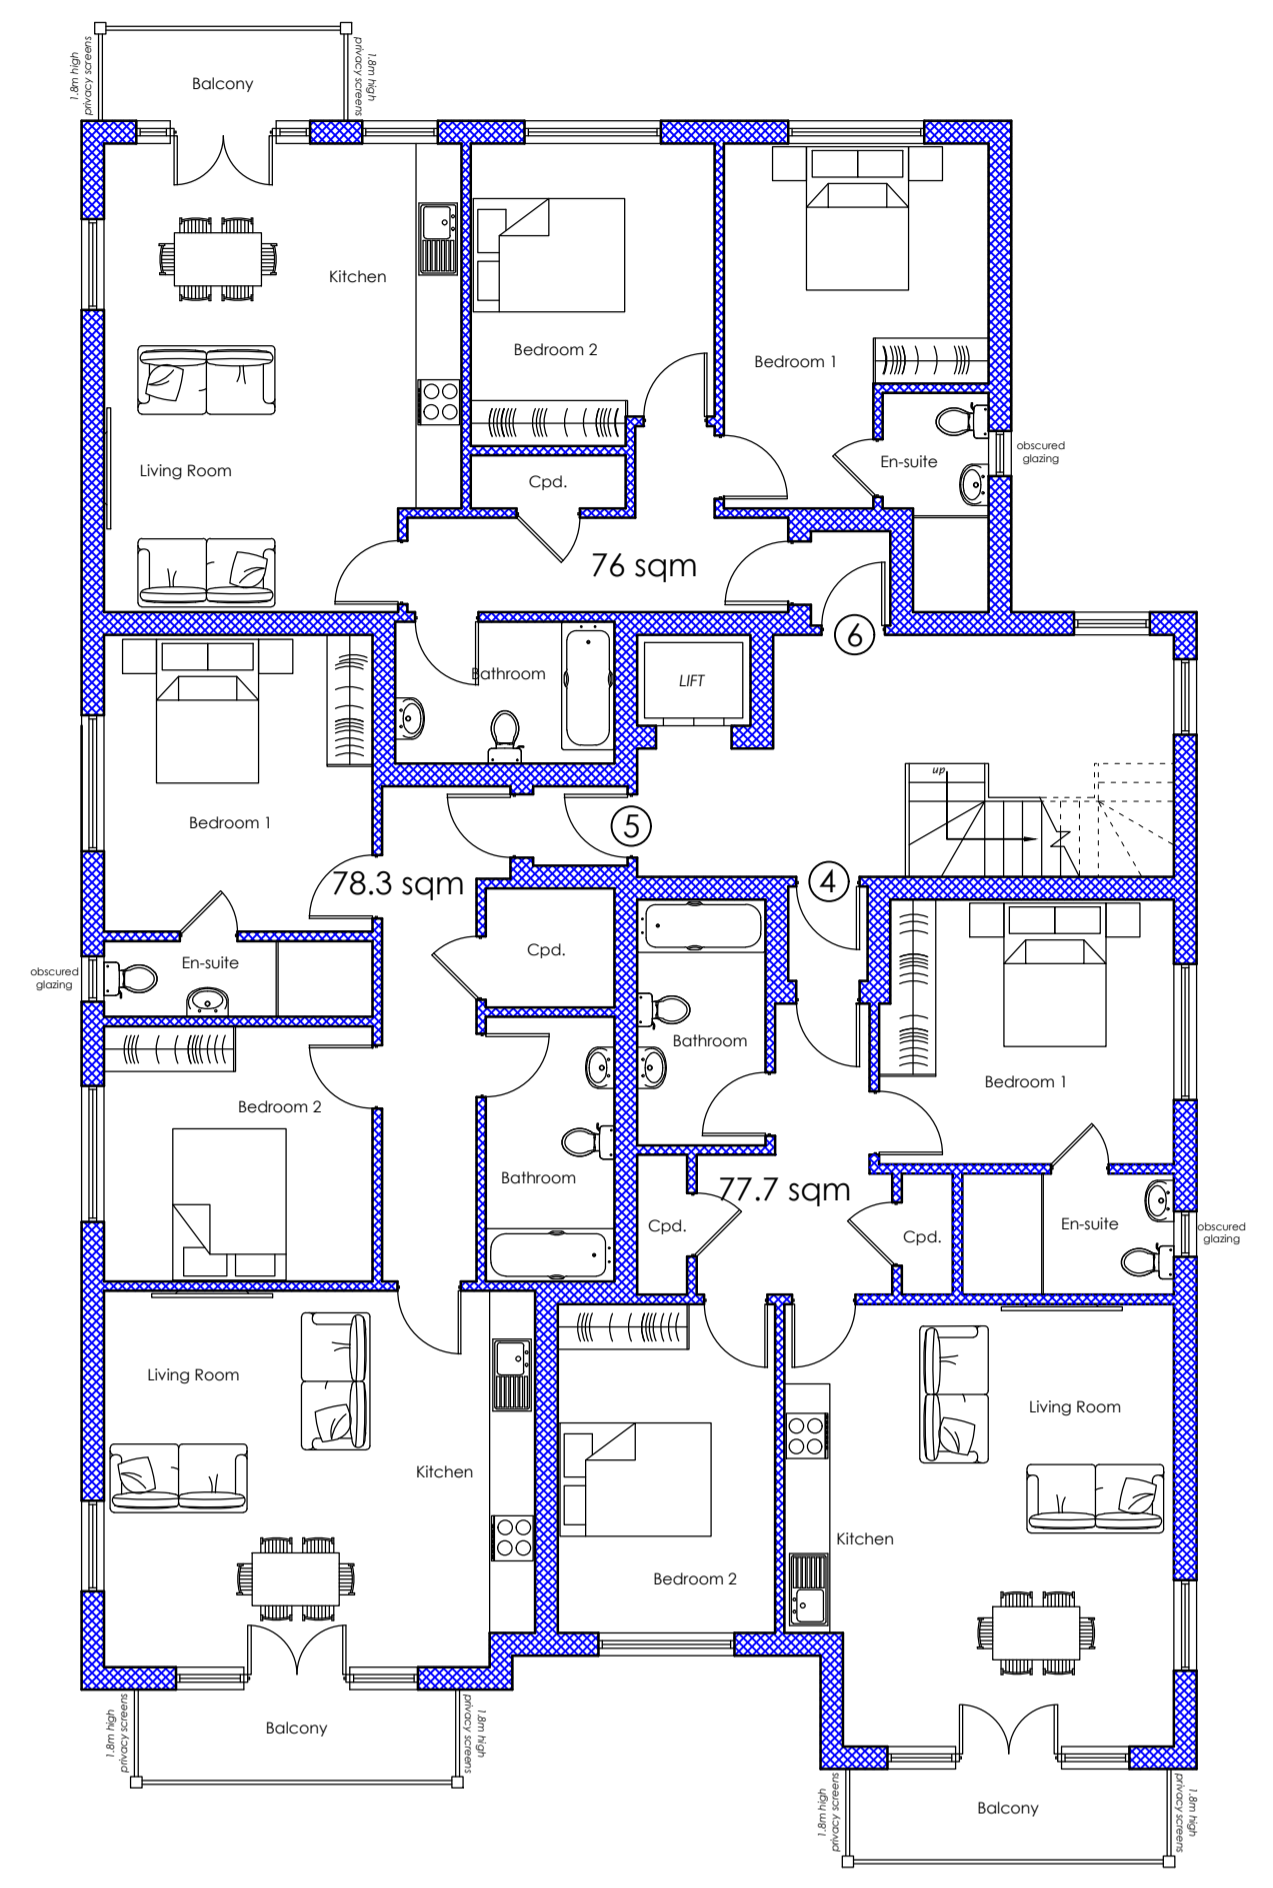 Balcony
1.8m high
privacy screens
1.8m high
privacy screens
Kitchen
Bedroom 2
Bedroom 1
Living Room
Cpd.
En-suite
obscured
glazing
76 sqm
6
Bathroom
LIFT
up
Bedroom 1
5
78.3 sqm
4
Cpd.
En-suite
obscured
glazing
Bathroom
Bedroom 1
Bedroom 2
Bathroom
77.7 sqm
Cpd.
Cpd.
En-suite
obscured
glazing
Living Room
Living Room
Kitchen
Kitchen
Bedroom 2
1.8m high
privacy screens
Balcony
1.8m high
privacy screens
1.8m high
privacy screens
Balcony
1.8m high
privacy screens